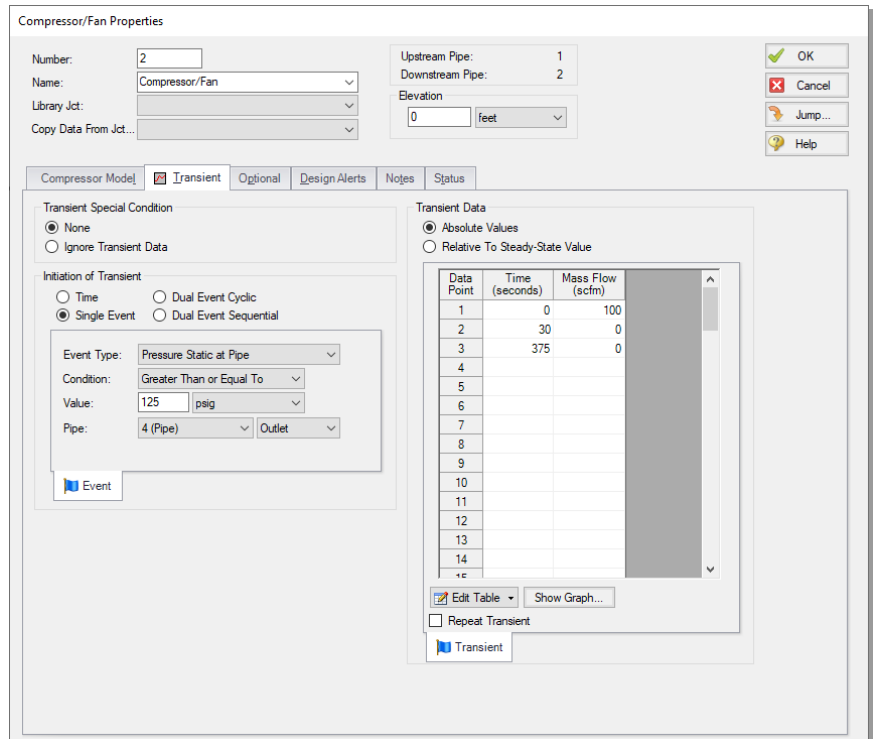 Compressor/Fan Properties
Number: 2
Name: Compressor/Fan
Library Jct:
Copy Data From Jct...
Upstream Pipe: 1
Downstream Pipe: 2
Elevation
0 feet
OK
Cancel
Jump...
Help
Compressor Model Transient Optional Design Alerts Notes Status
Transient Special Condition
None
Ignore Transient Data
Initiation of Transient
Time Dual Event Cyclic
Single Event Dual Event Sequential
Event Type: Pressure Static at Pipe
Condition: Greater Than or Equal To
Value: 125 psig
Pipe: 4 (Pipe) Outlet
Event
Transient Data
Absolute Values
Relative To Steady-State Value
Data Point Time (seconds) Mass Flow (scfm)
1 0 100
2 30 0
3 375 0
4
5
6
7
8
9
10
11
12
13
14
15
Edit Table Show Graph...
Repeat Transient
Transient